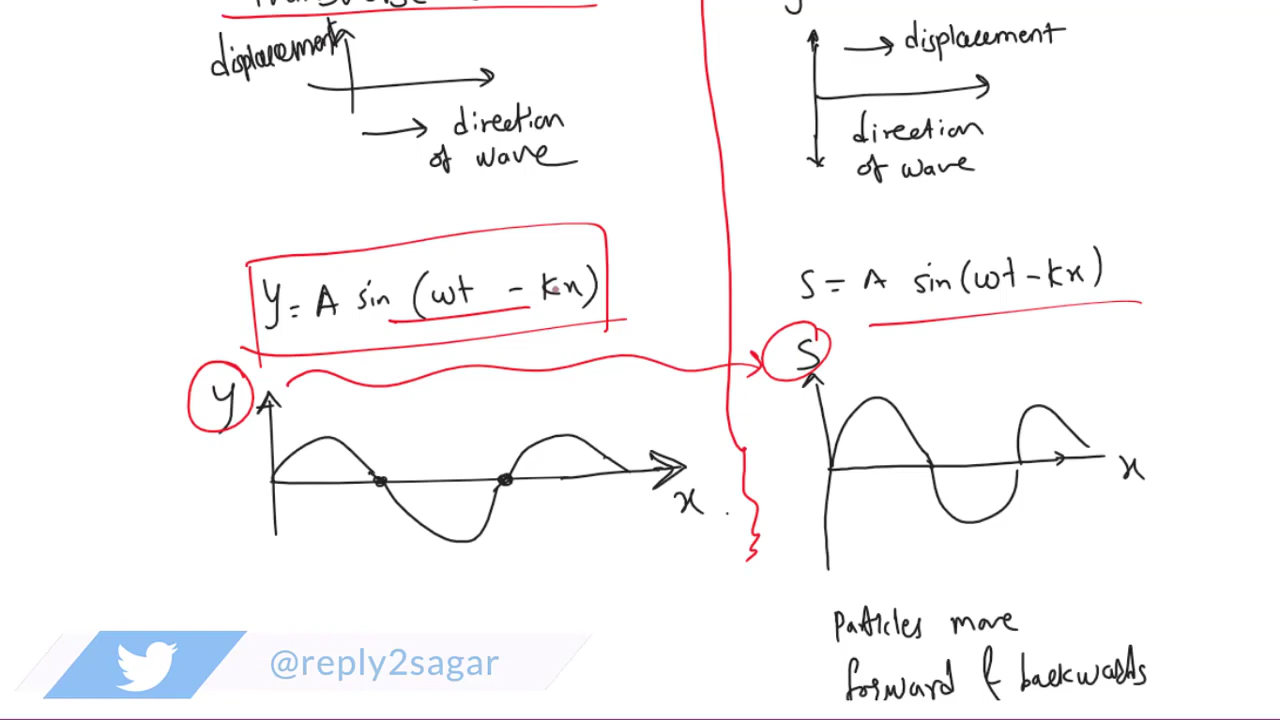 displacement
direction
of wave
y = A sin (ωt - kx)
y
x
displacement
direction
of wave
S = A sin(ωt - kx)
S
x
Particles move
forward & backwards
@reply2sagar